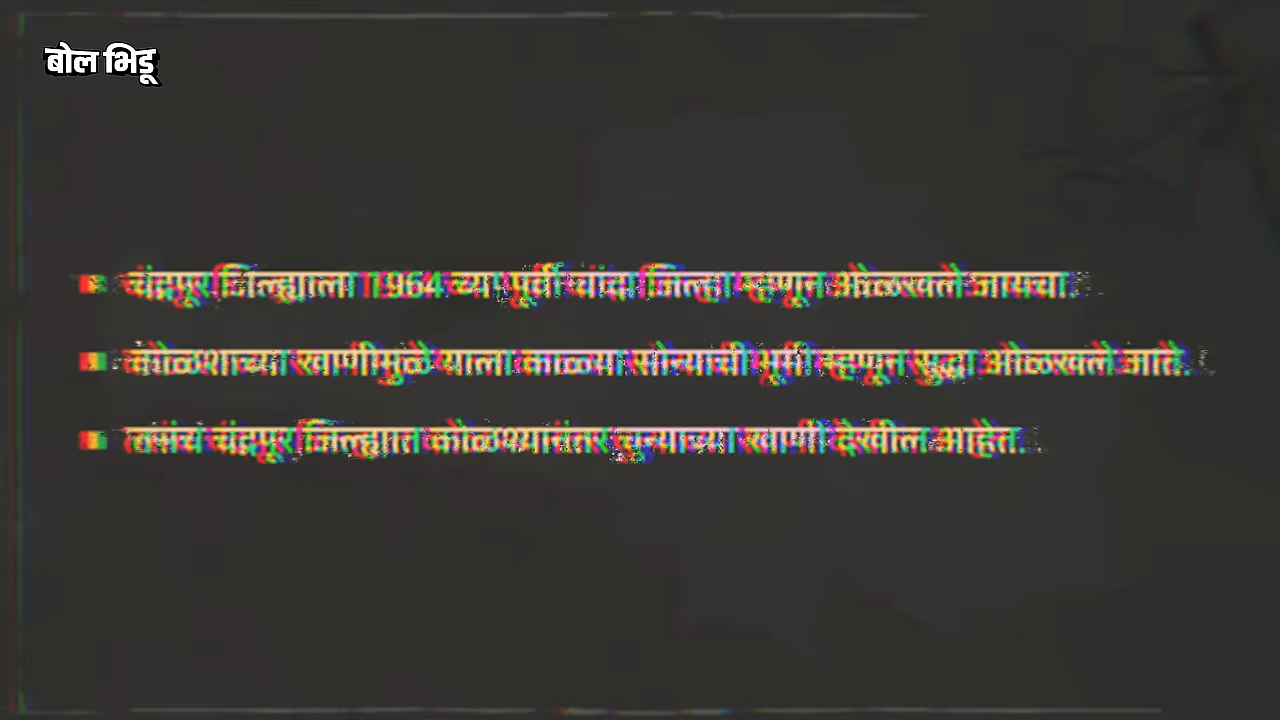 बोल भिडू
चंद्रपूर जिल्ह्याला 1964 च्या पूर्वी चांदा जिल्हा म्हणून ओळखले जायचा.
कोळशाच्या खाणीमुळे याला काळ्या सोन्याची भूमी म्हणून सुद्धा ओळखले जाते.
तसंच चंद्रपूर जिल्ह्यात कोळश्यानंतर चुन्याच्या खाणी देखील आहेत.